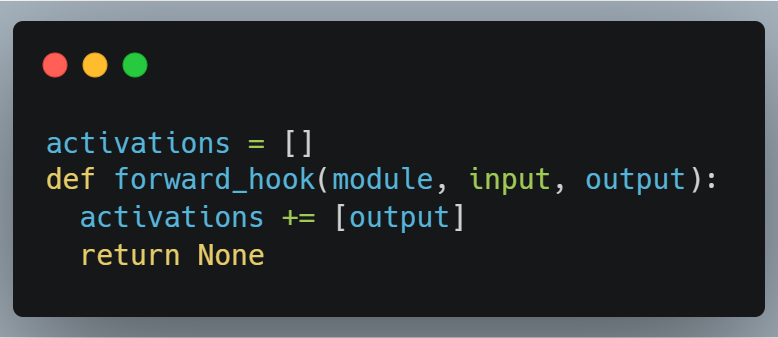 activations = []
def forward_hook(module, input, output):
  activations += [output]
  return None